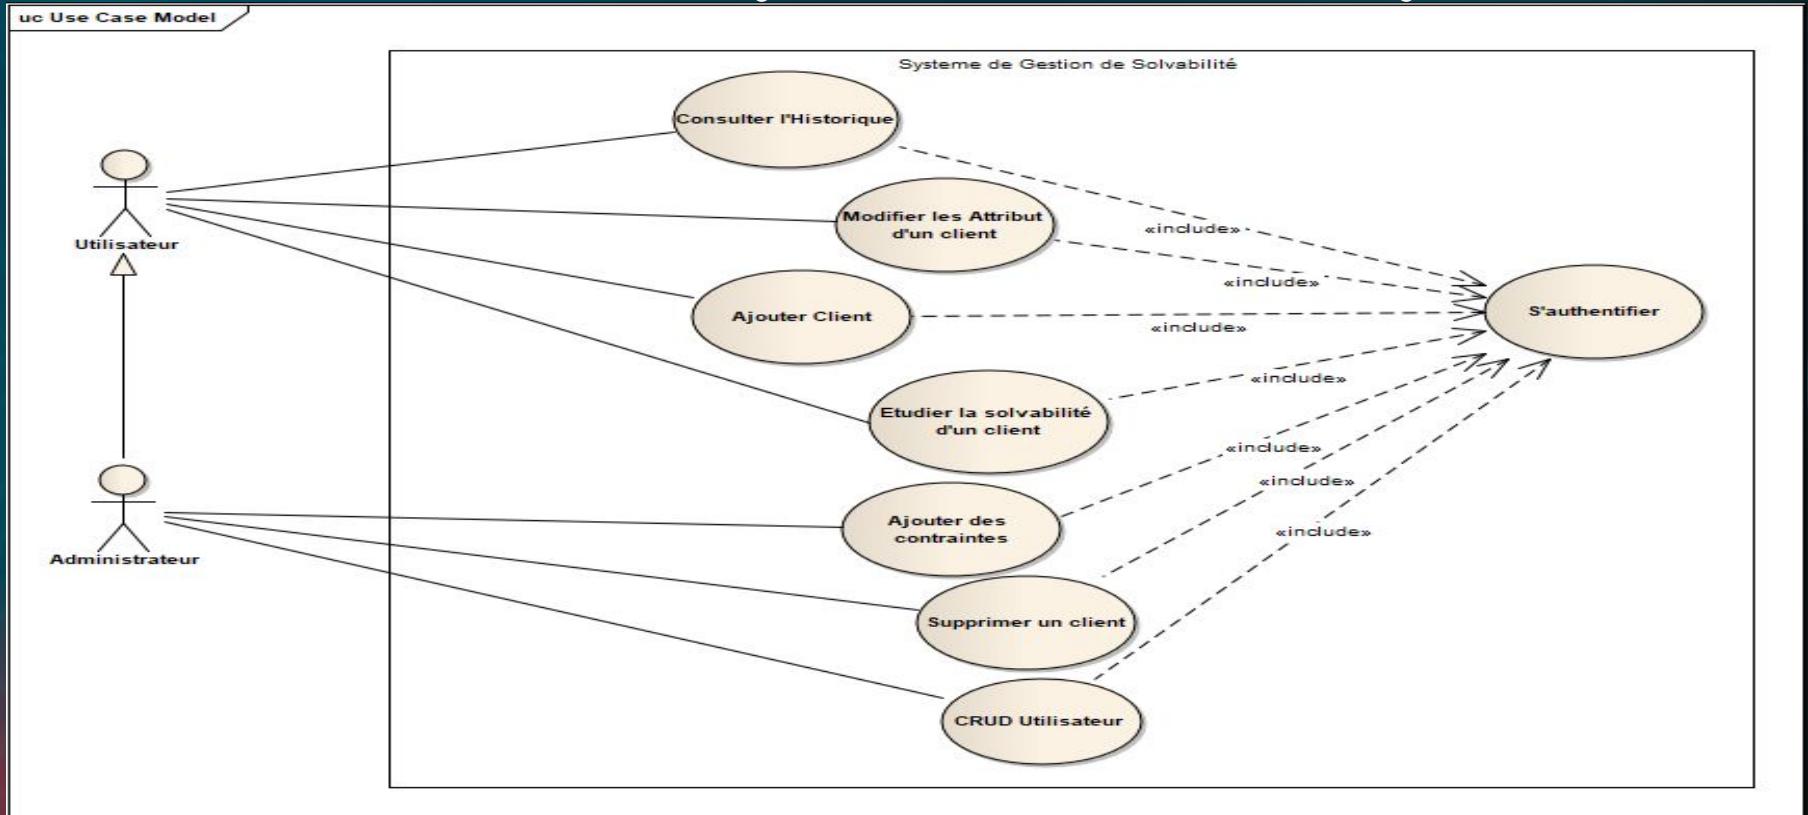 uc Use Case Model
Systeme de Gestion de Solvabilité
Consulter l'Historique
Modifier les Attribut
d'un client
«include»
Utilisateur
«include»
S'authentifier
Ajouter Client
«include»
«include»
Etudier la solvabilité
d'un client
«include»
«include»
Ajouter des
contraintes
«include»
Administrateur
Supprimer un client
CRUD Utilisateur